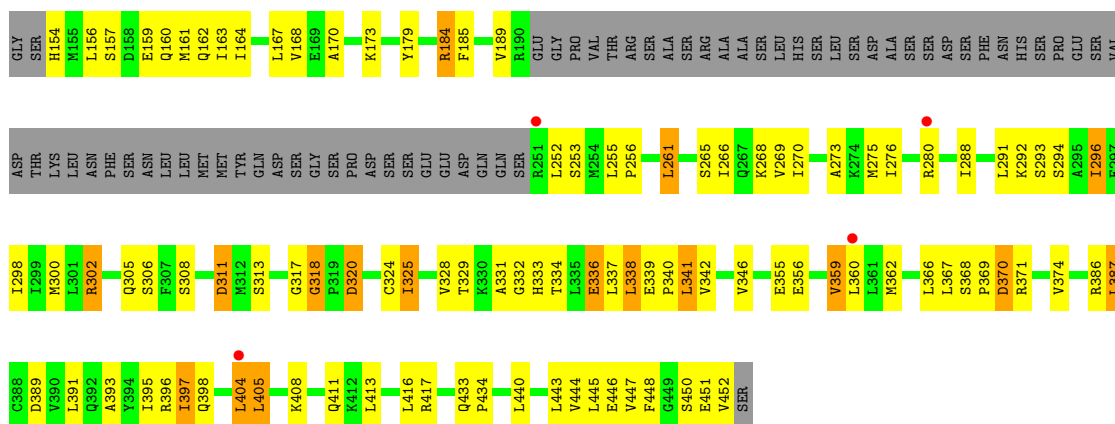 GLY SER H154 M155 L156 S157 D158 E159 Q160 M161 Q162 I163 I164 L167 V168 E169 A170 K173 Y179 R184 F185 V189 R190 GLU GLY PRO VAL THR ARG SER ALA SER ARG ALA ALA SER LEU HIS SER LEU SER ASP ALA SER ASP SER PHE ASN HIS SER PRO GLU SER VAL
ASP THR LYS LEU ASN PHE SER ASN LEU LEU MET MET TYR GLN ASP SER GLY SER PRO ASP SER SER GLU GLU ASP GLN GLN SER R251 L252 S253 M254 L255 P256 L261 S265 I266 Q267 K268 V269 I270 A273 K274 M275 I276 R280 I288 L291 K292 S293 S294 A295 I296 E297
I298 I299 M300 L301 R302 Q305 S306 F307 S308 D311 M312 S313 G317 G318 P319 D320 C324 I325 V328 T329 K330 A331 G332 H333 T334 L335 E336 L337 L338 E339 P340 L341 V342 V346 E355 E356 V359 L360 L361 M362 L366 L367 S368 P369 D370 R371 V374 R386 L387
C388 D389 V390 L391 Q392 A393 Y394 I395 R396 I397 Q398 L404 L405 K408 Q411 K412 L413 L416 R417 Q433 P434 L440 L443 V444 L445 E446 V447 F448 G449 S450 E451 V452 SER